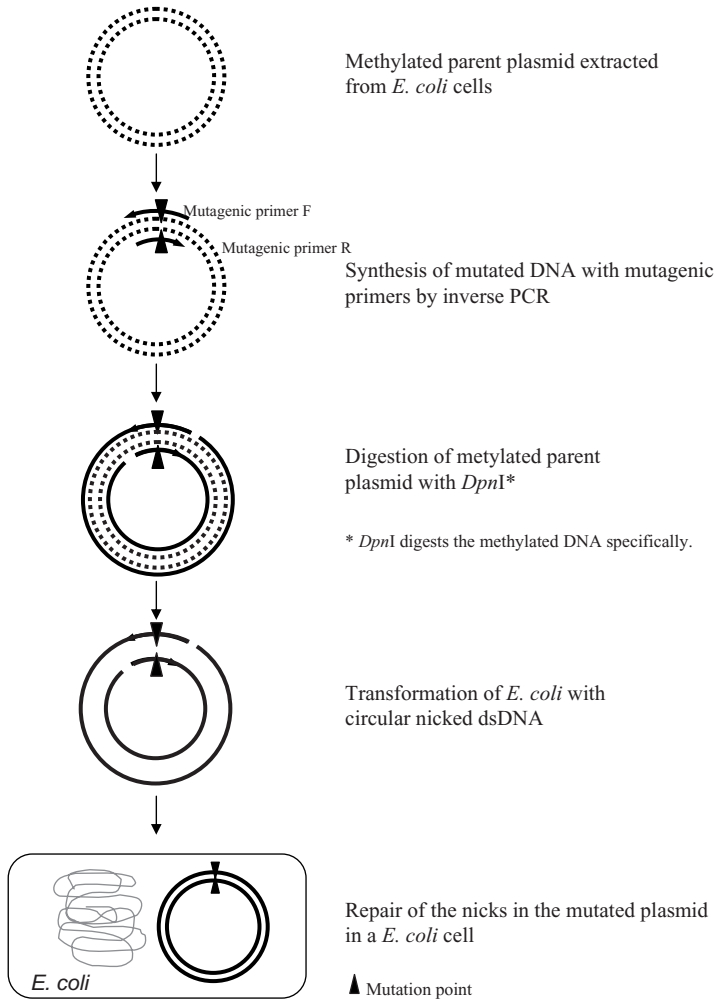 Methylated parent plasmid extracted
from E. coli cells
Mutagenic primer F
Mutagenic primer R
Synthesis of mutated DNA with mutagenic
primers by inverse PCR
Digestion of metylated parent
plasmid with DpnI*
* DpnI digests the methylated DNA specifically.
Transformation of E. coli with
circular nicked dsDNA
Repair of the nicks in the mutated plasmid
in a E. coli cell
E. coli
Mutation point